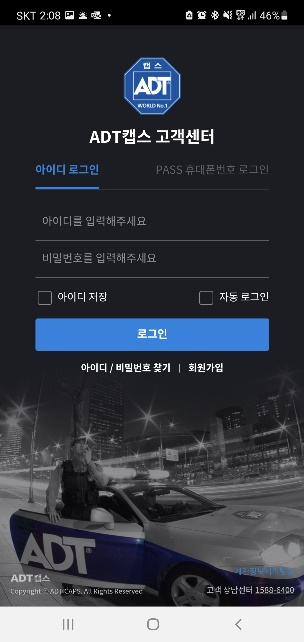 SKT 2:08
46%
캡스
ADT
WORLD No.1
ADT캡스 고객센터
아이디 로그인
PASS 휴대폰번호 로그인
아이디를 입력해주세요
비밀번호를 입력해주세요
아이디 저장
자동 로그인
로그인
아이디 / 비밀번호 찾기 | 회원가입
ADT
ADT캡스
Copyright © ADT CAPS. All Rights Reserved
고객 상담센터 1588-6400